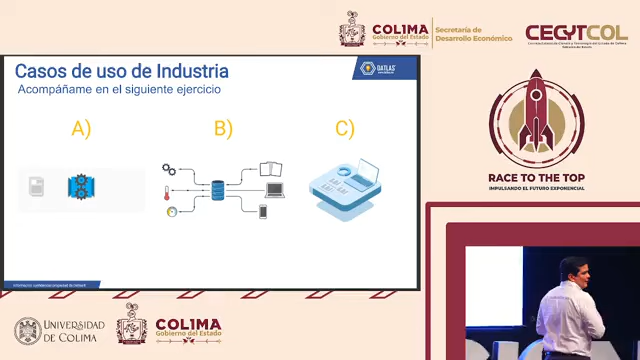 COLIMA
Gobierno del Estado
Secretaría de
Desarrollo Económico
CECYTCOL
Casos de uso de Industria
Acompáñame en el siguiente ejercicio
DATLAS
A)
B)
C)
RACE TO THE TOP
IMPULSANDO EL FUTURO EXPONENCIAL
UNIVERSIDAD
DE COLIMA
COLIMA
Gobierno del Estado